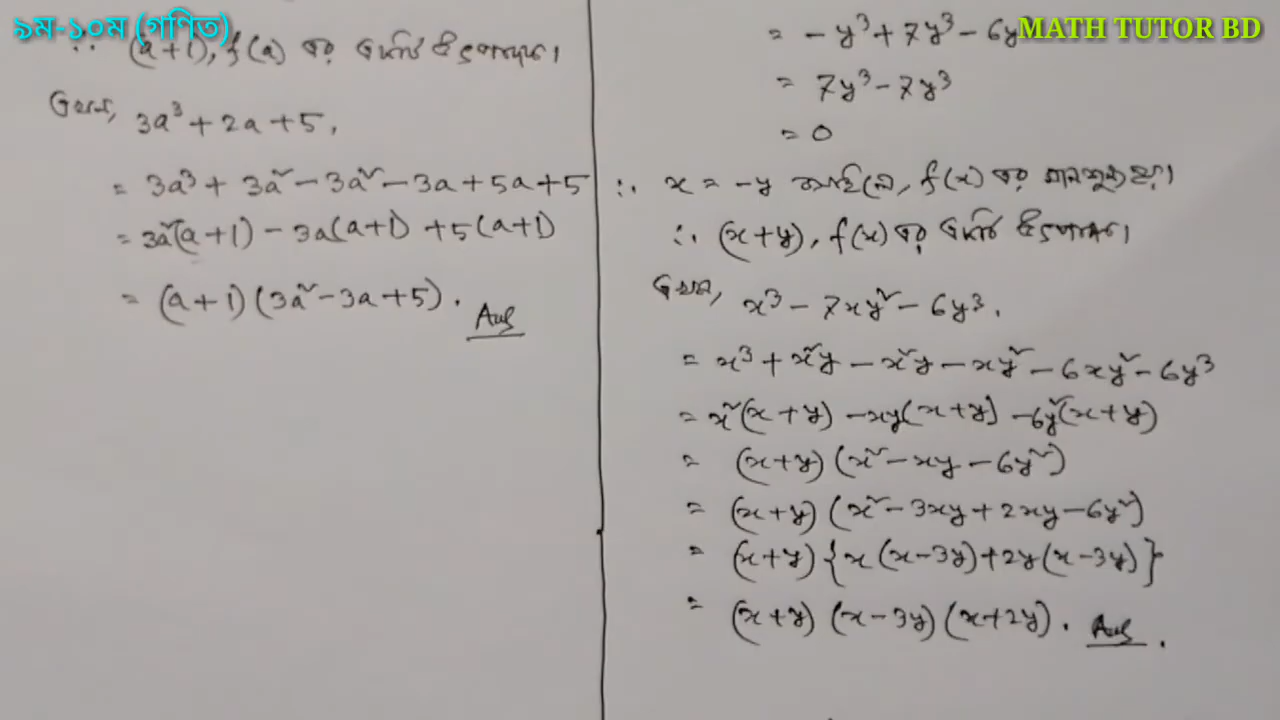 ৯ম-১০ম (গণিত)
MATH TUTOR BD
∴ (a+1), f(a) এর একটি উৎপাদক।
এখন, 3a³ + 2a + 5,
= 3a³ + 3a² - 3a² - 3a + 5a + 5
= 3a²(a+1) - 3a(a+1) + 5(a+1)
= (a+1)(3a² - 3a + 5). Ans
= -y³ + 7y³ - 6y
= 7y³ - 7y³
= 0
∴ x = -y f(x) এর মান শূন্য হয়।
∴ (x+y), f(x) এর একটি উৎপাদক।
এখন, x³ - 7xy² - 6y³.
= x³ + x²y - x²y - xy² - 6xy² - 6y³
= x²(x+y) - xy(x+y) - 6y²(x+y)
= (x+y)(x² - xy - 6y²)
= (x+y)(x² - 3xy + 2xy - 6y²)
= (x+y){x(x-3y)+2y(x-3y)}
= (x+y)(x-3y)(x+2y). Ans.